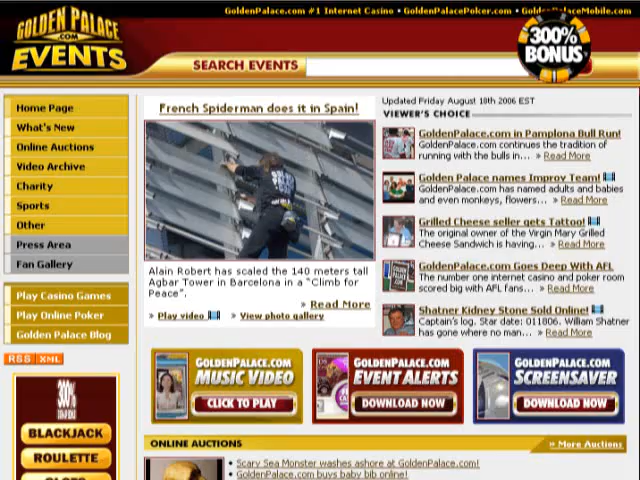 GoldenPalace.com #1 Internet Casino • GoldenPalacePoker.com • GoldenPalaceMobile.com
GOLDEN PALACE
.COM
EVENTS
300%
BONUS
SEARCH EVENTS
Home Page
What's New
Online Auctions
Video Archive
Charity
Sports
Other
Press Area
Fan Gallery
Play Casino Games
Play Online Poker
Golden Palace Blog
RSS XML
300%
BLACKJACK
ROULETTE
SLOTS
French Spiderman does it in Spain!
Alain Robert has scaled the 140 meters tall
Agbar Tower in Barcelona in a "Climb for
Peace".
» Read More
» Play video » View photo gallery
Updated Friday August 18th 2006 EST
VIEWER'S CHOICE
GoldenPalace.com in Pamplona Bull Run!
GoldenPalace.com continues the tradition of
running with the bulls in... » Read More
Golden Palace names Improv Team!
GoldenPalace.com has named adults and babies
and even monkeys, flowers... » Read More
Grilled Cheese seller gets Tattoo!
The original owner of the Virgin Mary Grilled
Cheese Sandwich is having... » Read More
GoldenPalace.com Goes Deep With AFL
The number one internet casino and poker room
scored big with AFL fans... » Read More
Shatner Kidney Stone Sold Online!
Captain's log. Star date: 011806. William Shatner
has gone where no man... » Read More
GOLDENPALACE.COM
MUSIC VIDEO
CLICK TO PLAY
GOLDENPALACE.COM
EVENT ALERTS
DOWNLOAD NOW
GOLDENPALACE.COM
SCREENSAVER
DOWNLOAD NOW
ONLINE AUCTIONS
» More Auctions
• Scary Sea Monster washes ashore at GoldenPalace.com!
• GoldenPalace.com buys baby bib online!